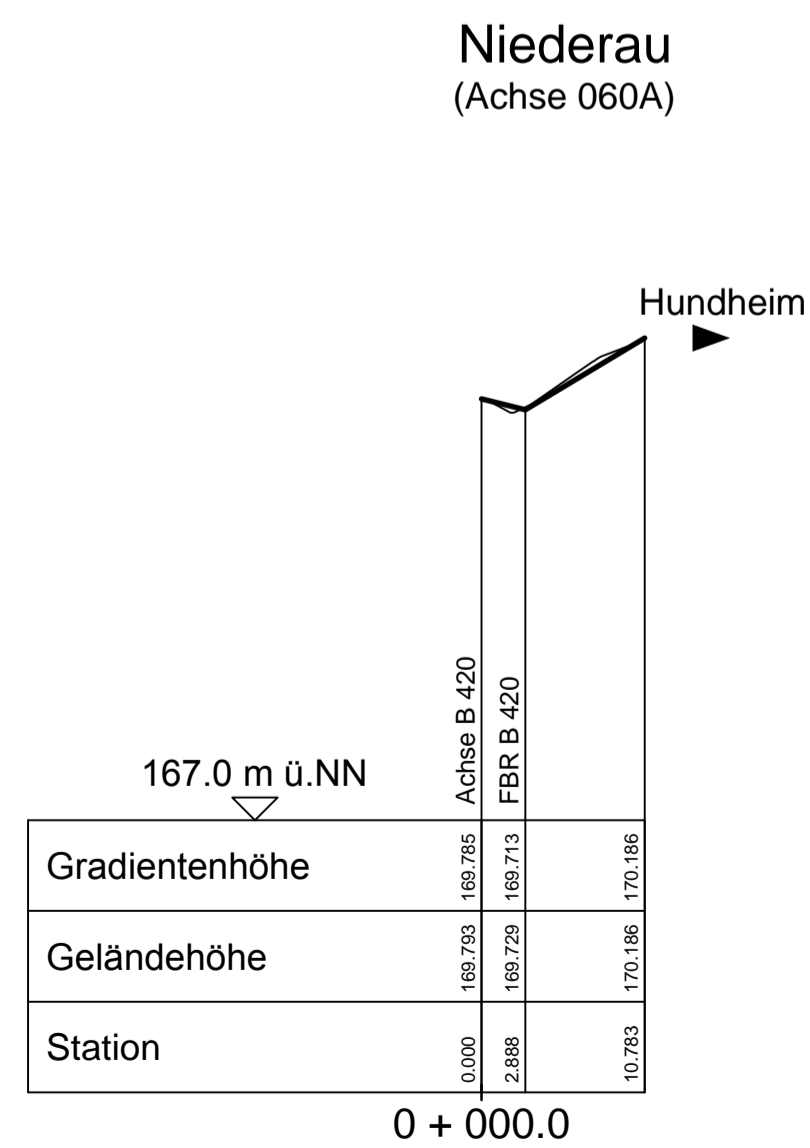 Niederau
(Achse 060A)
Hundheim
Achse B 420
FBR B 420
167.0 m ü.NN
Gradientenhöhe 169.785 169.713 170.186
Geländehöhe 169.793 169.729 170.186
Station 0.000 2.888 10.783
0 + 000.0